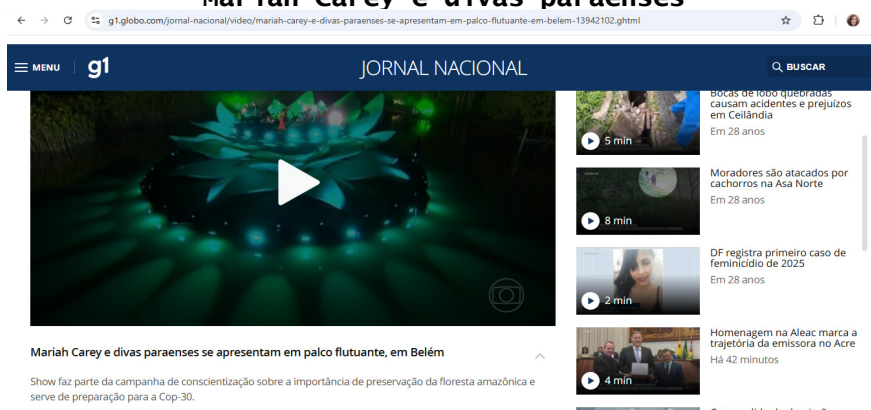 Mariah Carey e divas paraenses
g1.globo.com/jornal-nacional/video/mariah-carey-e-divas-paraenses-se-apresentam-em-palco-flutuante-em-belem-13942102.ghtml
MENU
g1
JORNAL NACIONAL
BUSCAR
Bocas de lobo quebradas
causam acidentes e prejuízos
em Ceilândia
Em 28 anos
5 min
Moradores são atacados por
cachorros na Asa Norte
Em 28 anos
8 min
DF registra primeiro caso de
feminicídio de 2025
Em 28 anos
2 min
Homenagem na Aleac marca a
trajetória da emissora no Acre
Há 42 minutos
4 min
Mariah Carey e divas paraenses se apresentam em palco flutuante, em Belém
Show faz parte da campanha de conscientização sobre a importância de preservação da floresta amazônica e
serve de preparação para a Cop-30.